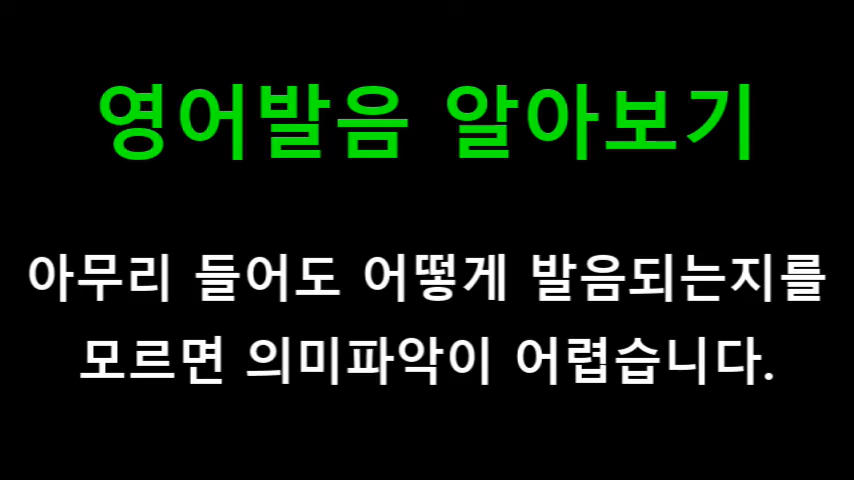 영어발음 알아보기
아무리 들어도 어떻게 발음되는지를
모르면 의미파악이 어렵습니다.